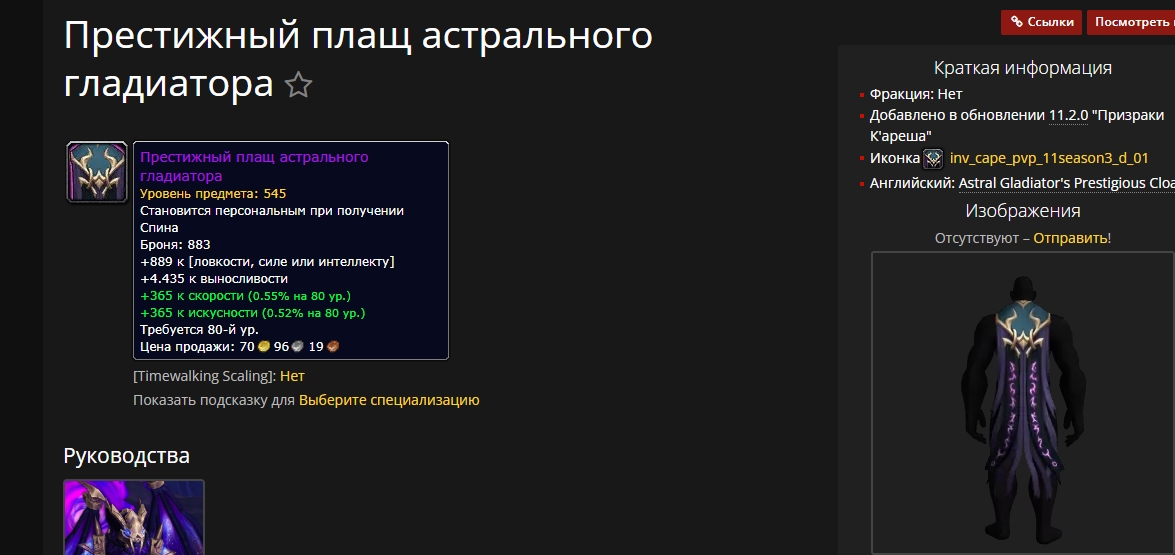 Престижный плащ астрального
гладиатора
Престижный плащ астрального
гладиатора
Уровень предмета: 545
Становится персональным при получении
Спина
Броня: 883
+889 к [ловкости, силе или интеллекту]
+4.435 к выносливости
+365 к скорости (0.55% на 80 ур.)
+365 к искусности (0.52% на 80 ур.)
Требуется 80-й ур.
Цена продажи: 70 96 19
[Timewalking Scaling]: Нет
Показать подсказку для Выберите специализацию
Руководства
Ссылки
Посмотреть
Краткая информация
Фракция: Нет
Добавлено в обновлении 11.2.0 "Призраки
К'ареша"
Иконка inv_cape_pvp_11season3_d_01
Английский: Astral Gladiator's Prestigious
Изображения
Отсутствуют – Отправить!